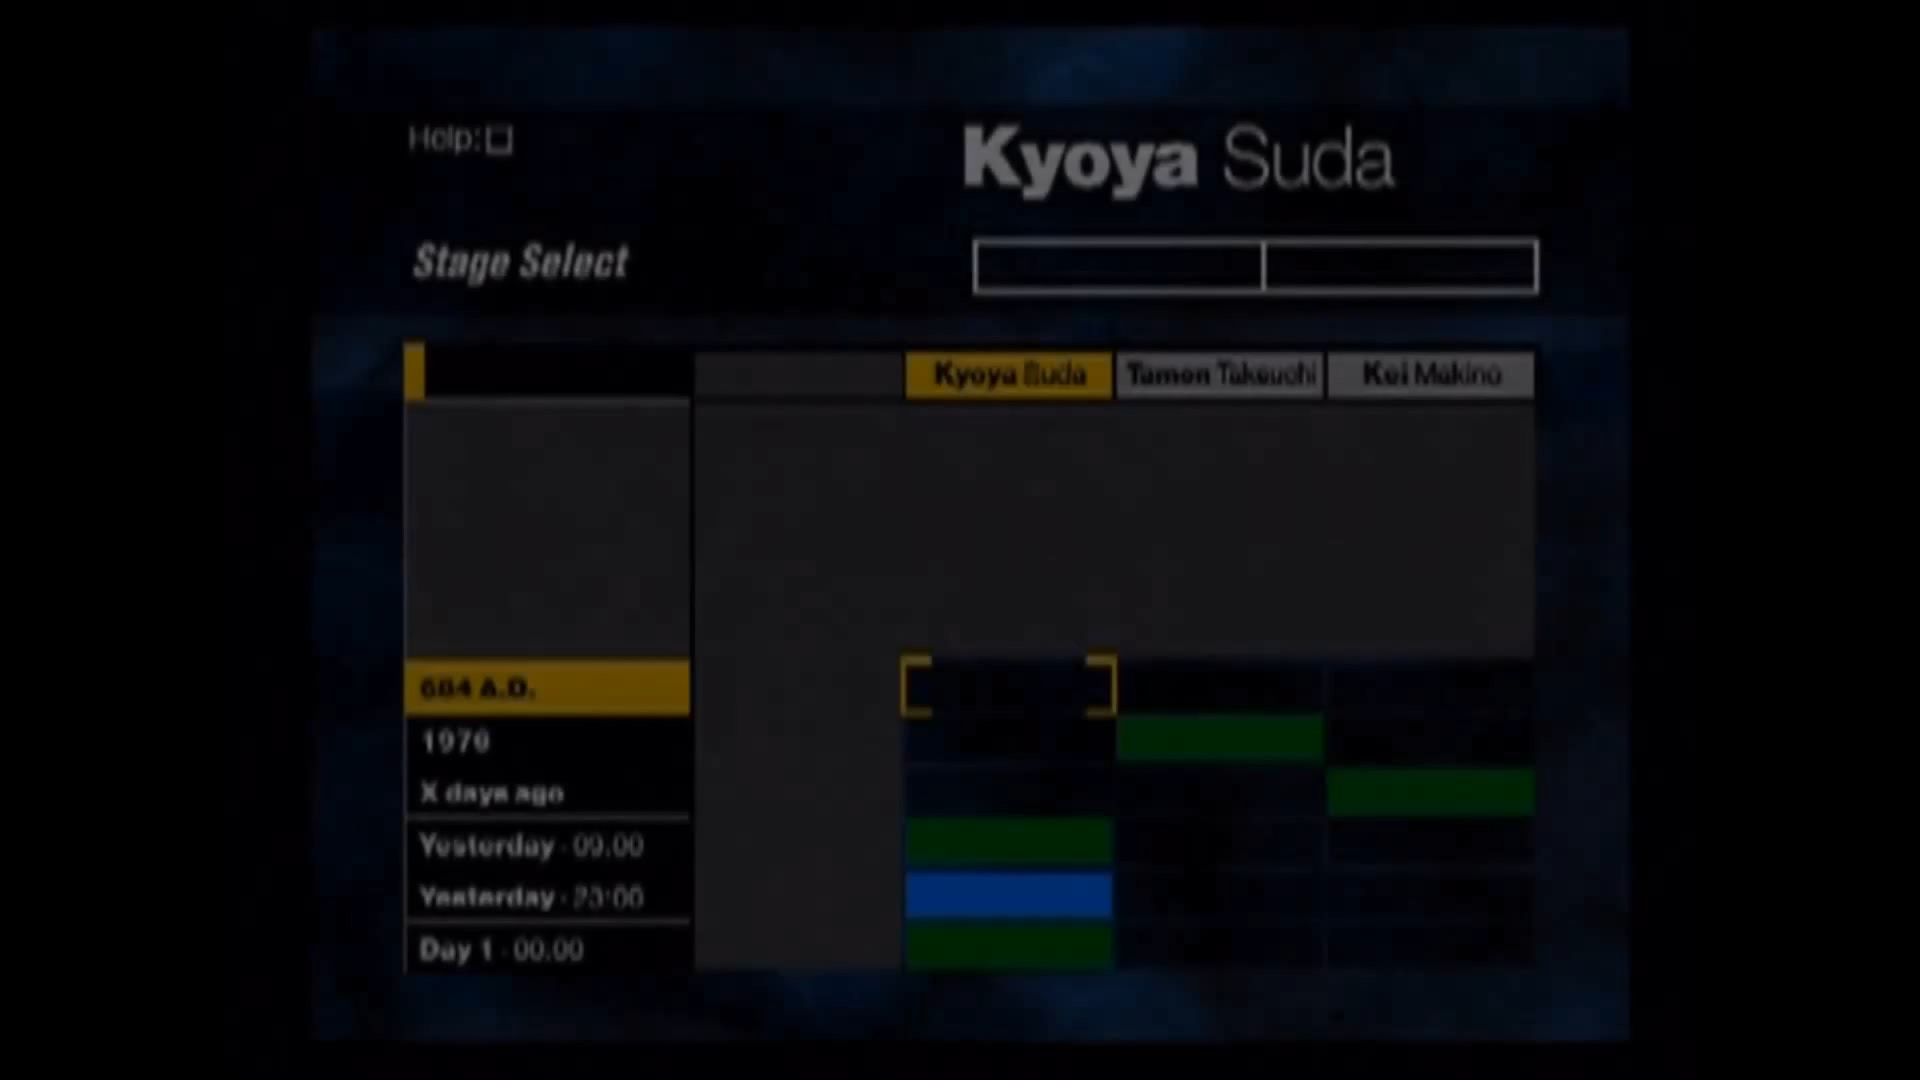 Help:□
Kyoya Suda
Stage Select
Kyoya Suda
Tamon Takeuchi
Kei Makino
684 A.D.
1976
X days ago
Yesterday - 09:00
Yesterday - 23:00
Day 1 - 00:00